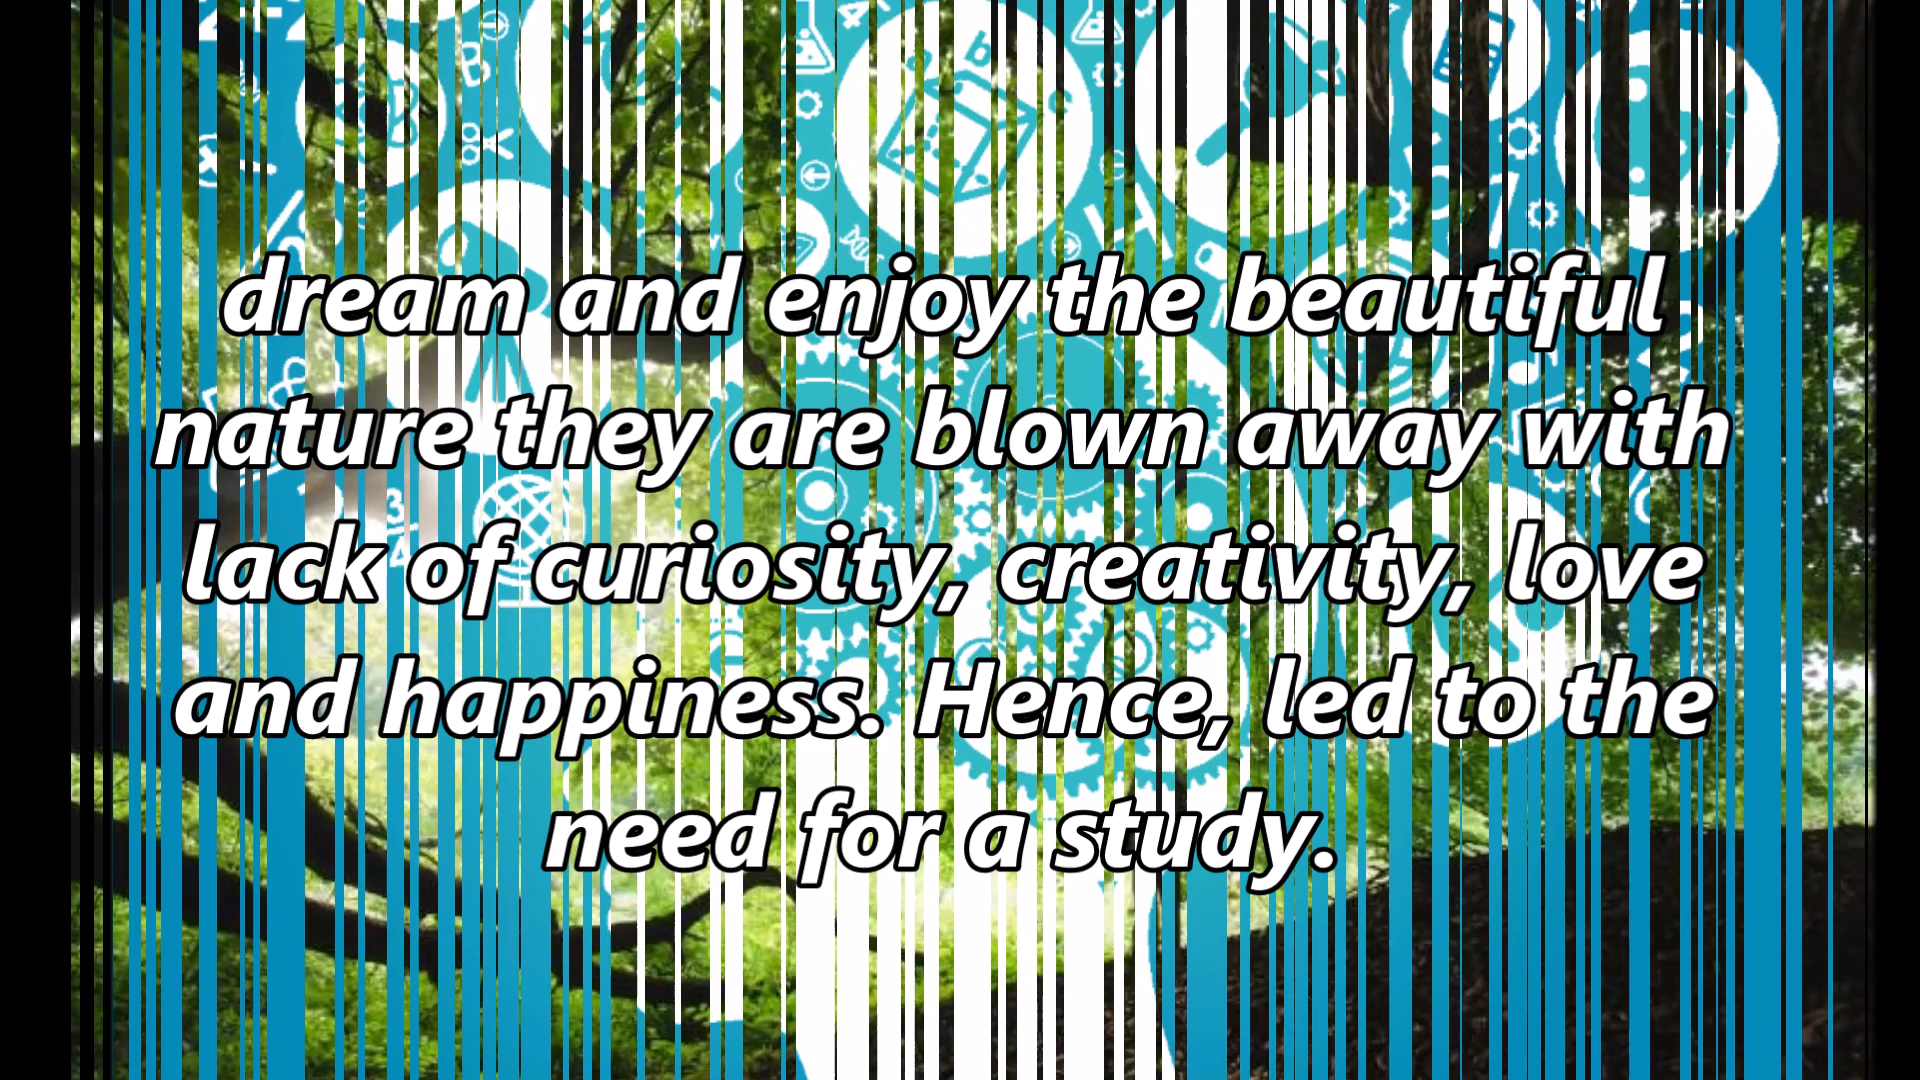 dream and enjoy the beautiful
nature they are blown away with
lack of curiosity, creativity, love
and happiness. Hence, led to the
need for a study.